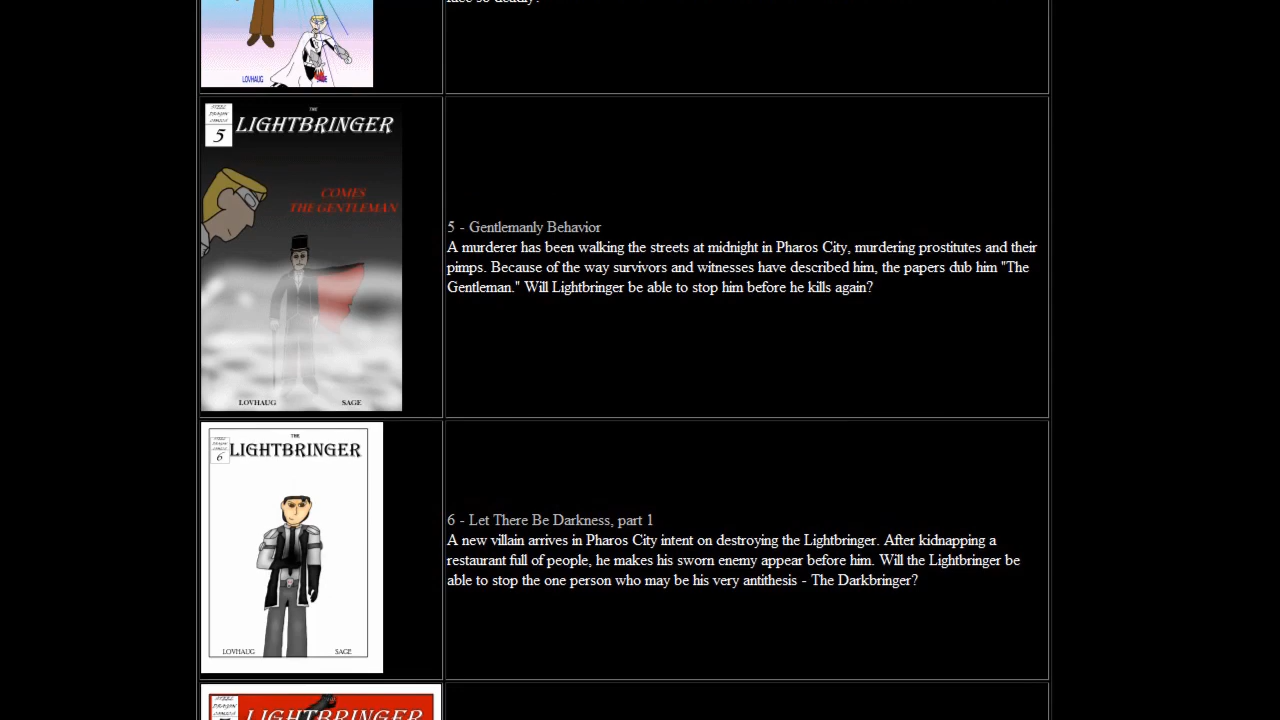 LOVHAUG SAGE
STEEL
DRAGON
COMICS
THE
LIGHTBRINGER
5
COMES
THE GENTLEMAN
LOVHAUG SAGE
5 - Gentlemanly Behavior
A murderer has been walking the streets at midnight in Pharos City, murdering prostitutes and their
pimps. Because of the way survivors and witnesses have described him, the papers dub him "The
Gentleman." Will Lightbringer be able to stop him before he kills again?
THE
LIGHTBRINGER
6
LOVHAUG SAGE
6 - Let There Be Darkness, part 1
A new villain arrives in Pharos City intent on destroying the Lightbringer. After kidnapping a
restaurant full of people, he makes his sworn enemy appear before him. Will the Lightbringer be
able to stop the one person who may be his very antithesis - The Darkbringer?
LIGHTBRINGER